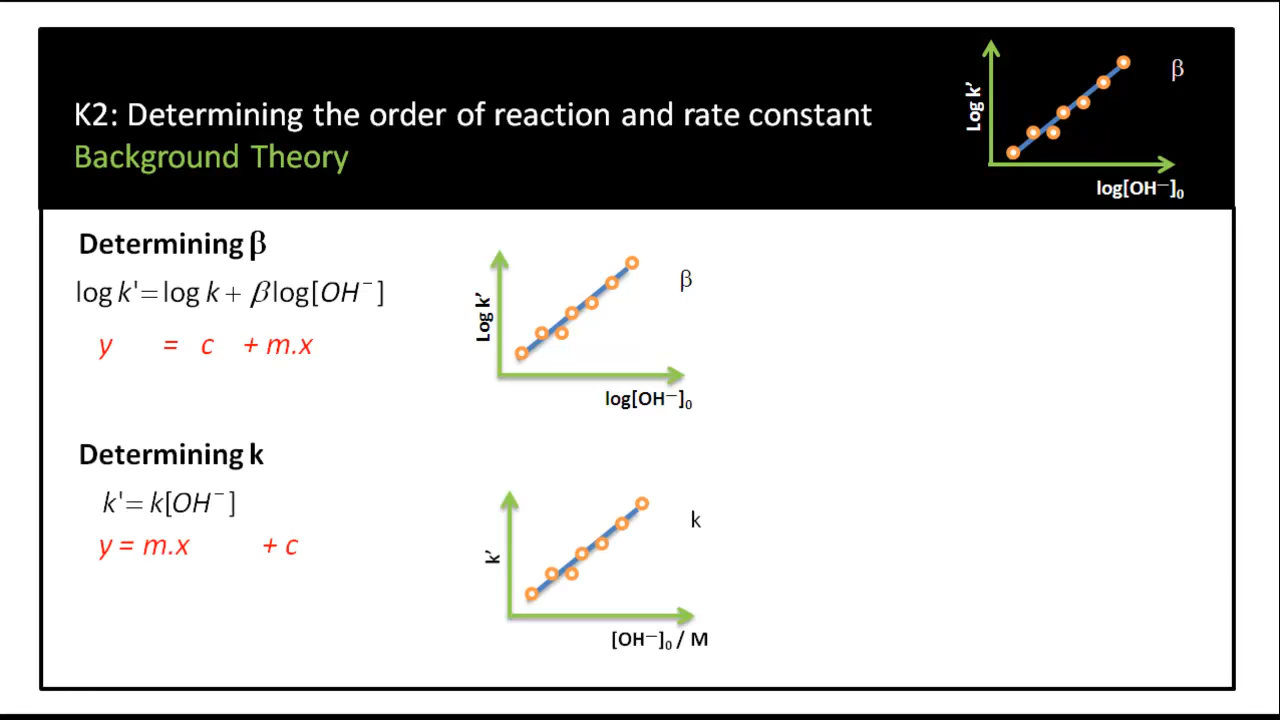 K2: Determining the order of reaction and rate constant
Background Theory
Log k’
β
log[OH⁻]₀
Determining β
log k'= log k + β log[OH⁻]
y = c + m.x
Log k’
β
log[OH⁻]₀
Determining k
k'= k[OH⁻]
y = m.x + c
k’
k
[OH⁻]₀ / M